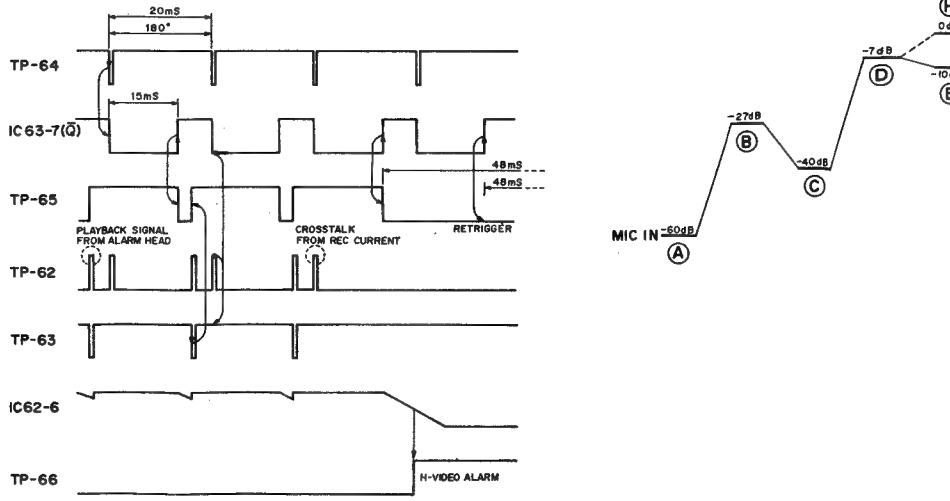 20mS
180°
TP-64
15mS
IC63-7(Q̅)
48mS
48mS
TP-65
RETRIGGER
PLAYBACK SIGNAL
FROM ALARM HEAD
CROSSTALK
FROM REC CURRENT
TP-62
TP-63
IC62-6
TP-66
H-VIDEO ALARM
-7dB
D
-27dB
B
-40dB
C
MIC IN -60dB
A